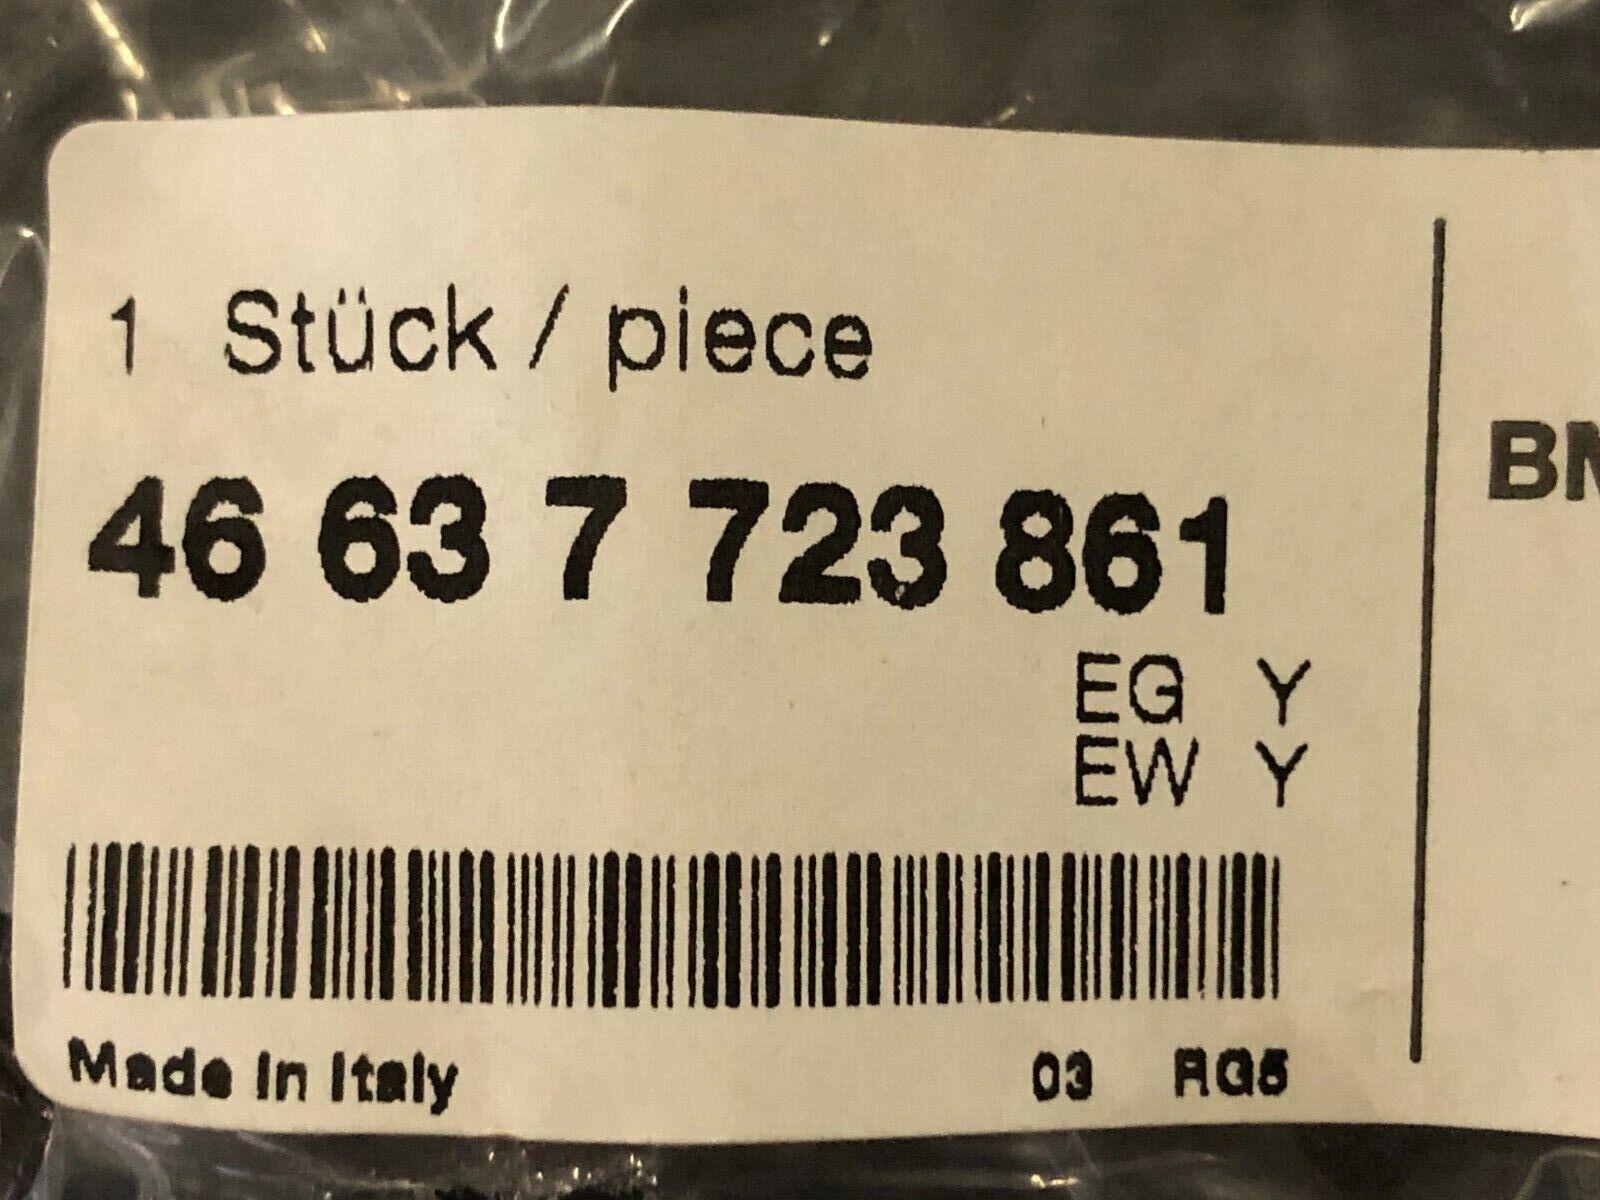 1 Stück / piece
46 63 7 723 861
EG Y
EW Y
Made in Italy
03 RG5